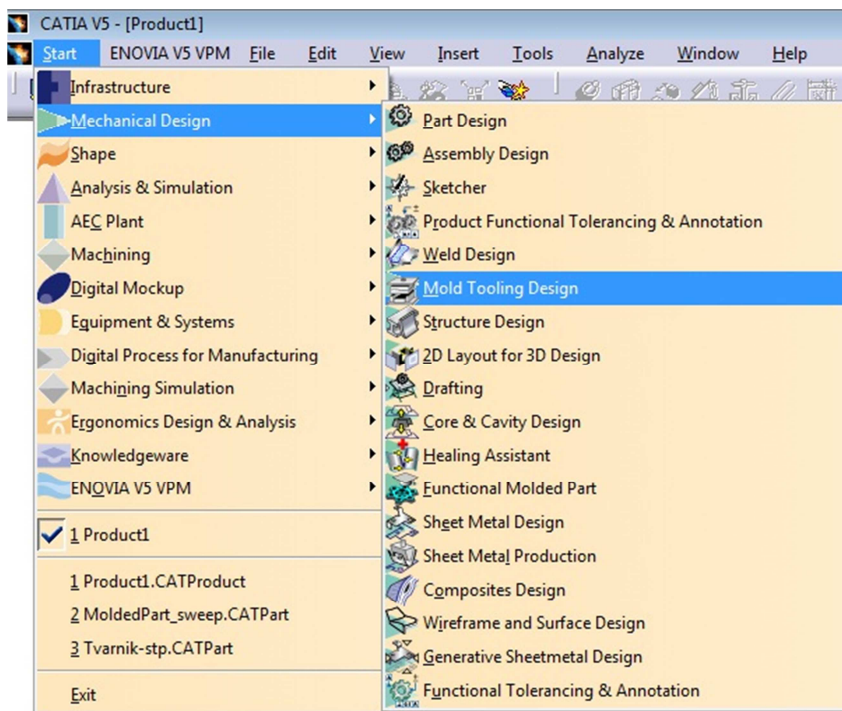 CATIA V5 - [Product1]
Start ENOVIA V5 VPM File Edit View Insert Tools Analyze Window Help
Infrastructure
Mechanical Design
Shape
Analysis & Simulation
AEC Plant
Machining
Digital Mockup
Equipment & Systems
Digital Process for Manufacturing
Machining Simulation
Ergonomics Design & Analysis
Knowledgeware
ENOVIA V5 VPM
1 Product1
1 Product1.CATProduct
2 MoldedPart_sweep.CATPart
3 Tvarnik-stp.CATPart
Exit
Part Design
Assembly Design
Sketcher
Product Functional Tolerancing & Annotation
Weld Design
Mold Tooling Design
Structure Design
2D Layout for 3D Design
Drafting
Core & Cavity Design
Healing Assistant
Functional Molded Part
Sheet Metal Design
Sheet Metal Production
Composites Design
Wireframe and Surface Design
Generative Sheetmetal Design
Functional Tolerancing & Annotation